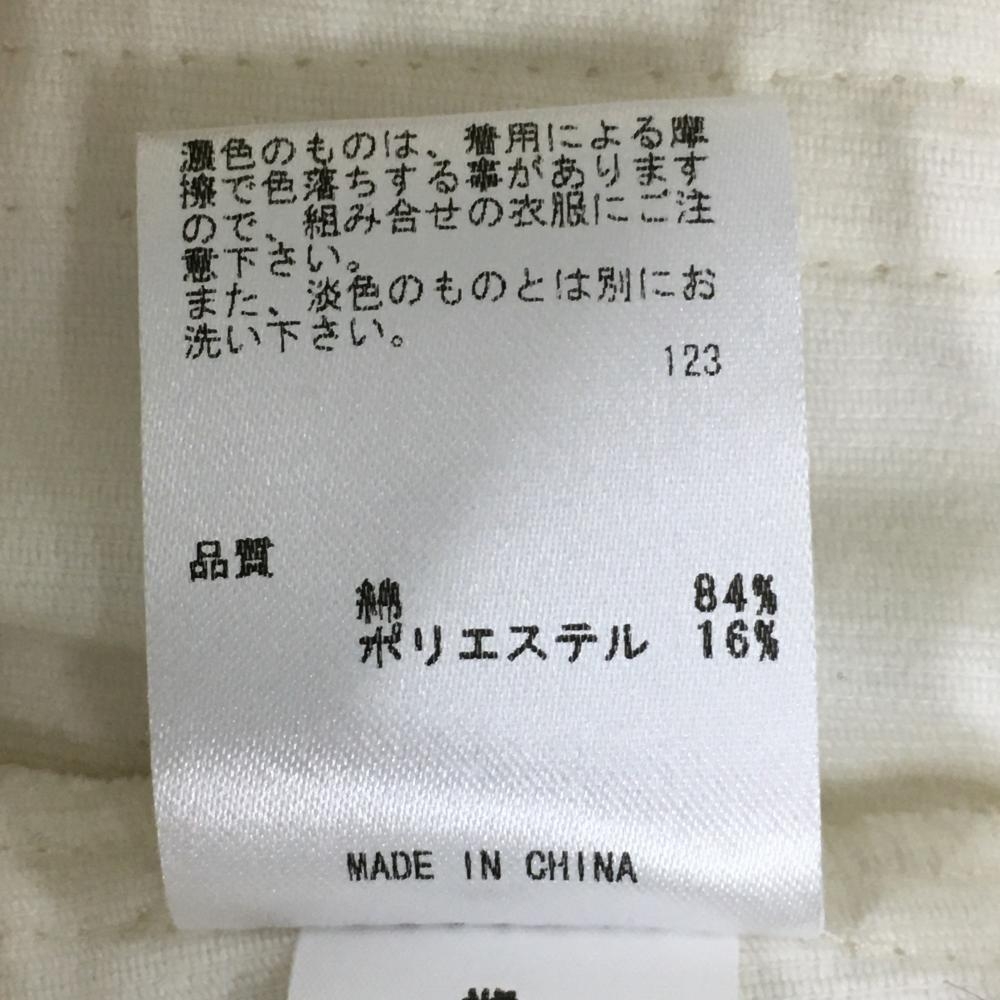 濃色のものは、着用による摩
擦で色落ちする事があります
ので、組み合せの衣服にご注
意下さい。
また、淡色のものとは別にお
洗い下さい。
123
品質
綿 84%
ポリエステル 16%
MADE IN CHINA